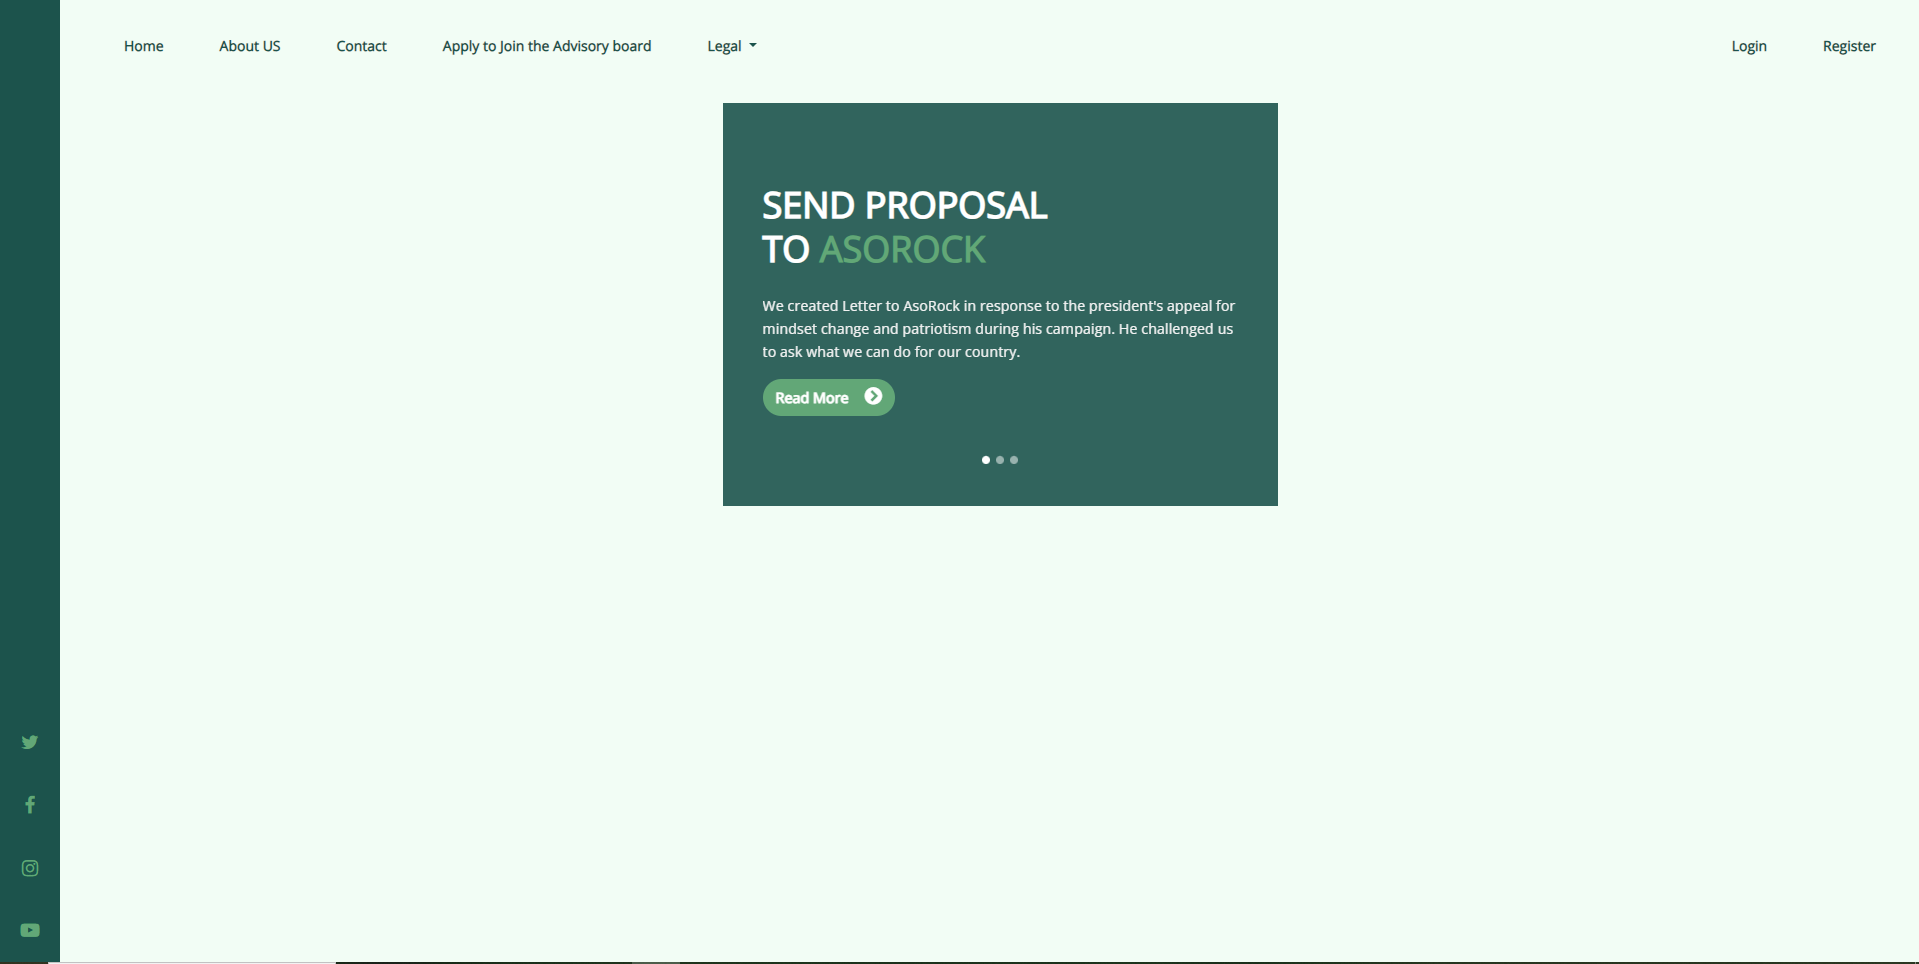 Home About US Contact Apply to Join the Advisory board Legal Login Register
SEND PROPOSAL
TO ASOROCK
We created Letter to AsoRock in response to the president's appeal for
mindset change and patriotism during his campaign. He challenged us
to ask what we can do for our country.
Read More